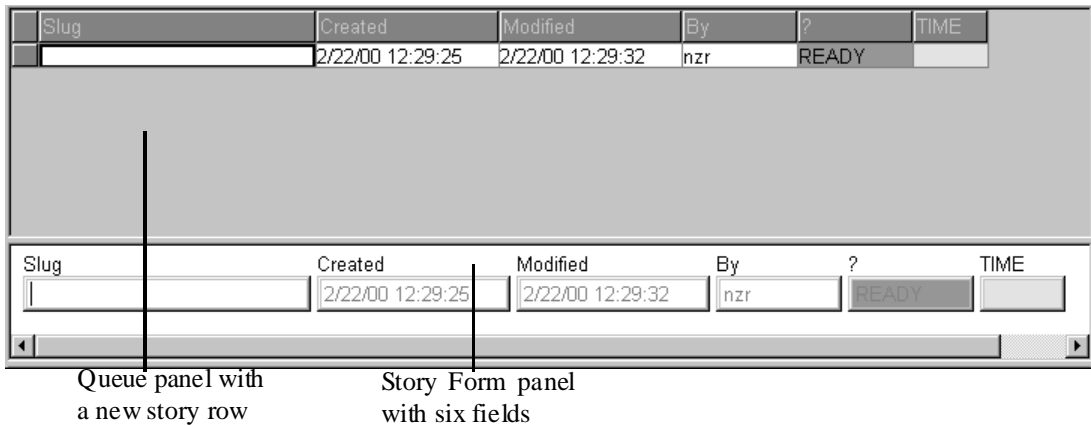 Slug Created Modified By ? TIME
2/22/00 12:29:25 2/22/00 12:29:32 nzr READY
Slug Created Modified By ? TIME
2/22/00 12:29:25 2/22/00 12:29:32 nzr READY
Queue panel with
a new story row
Story Form panel
with six fields